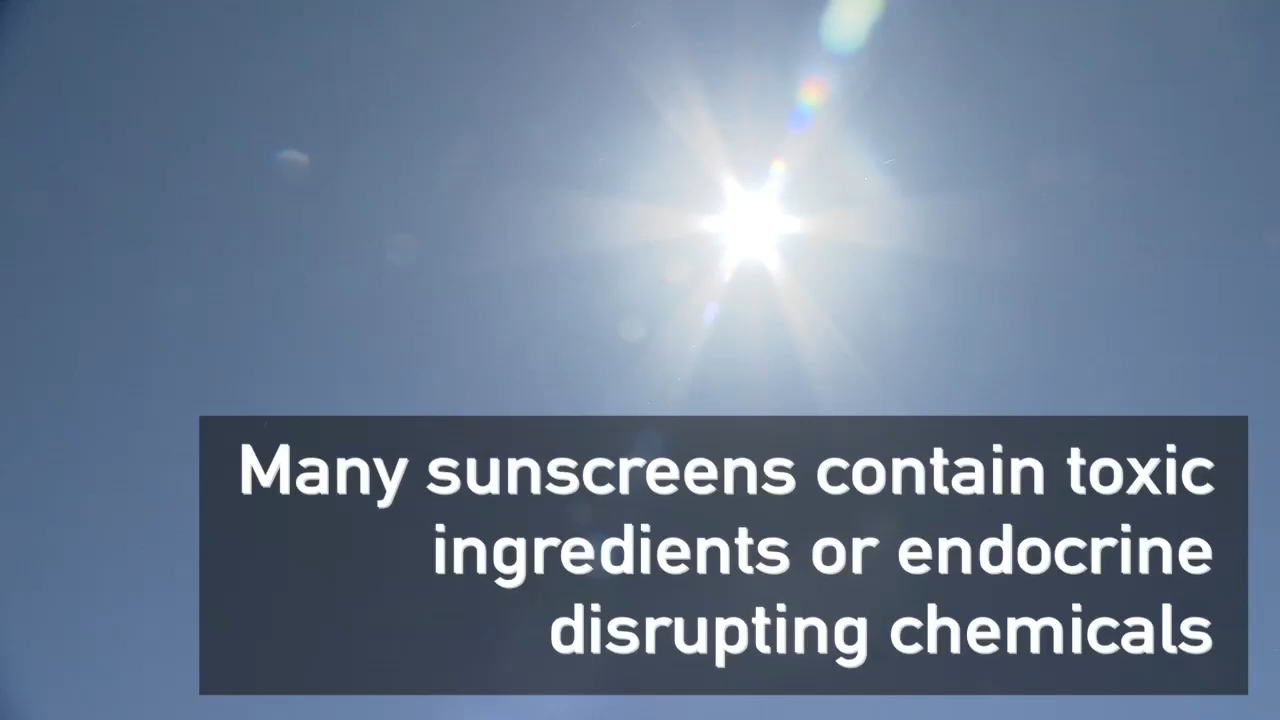 Many sunscreens contain toxic
ingredients or endocrine
disrupting chemicals